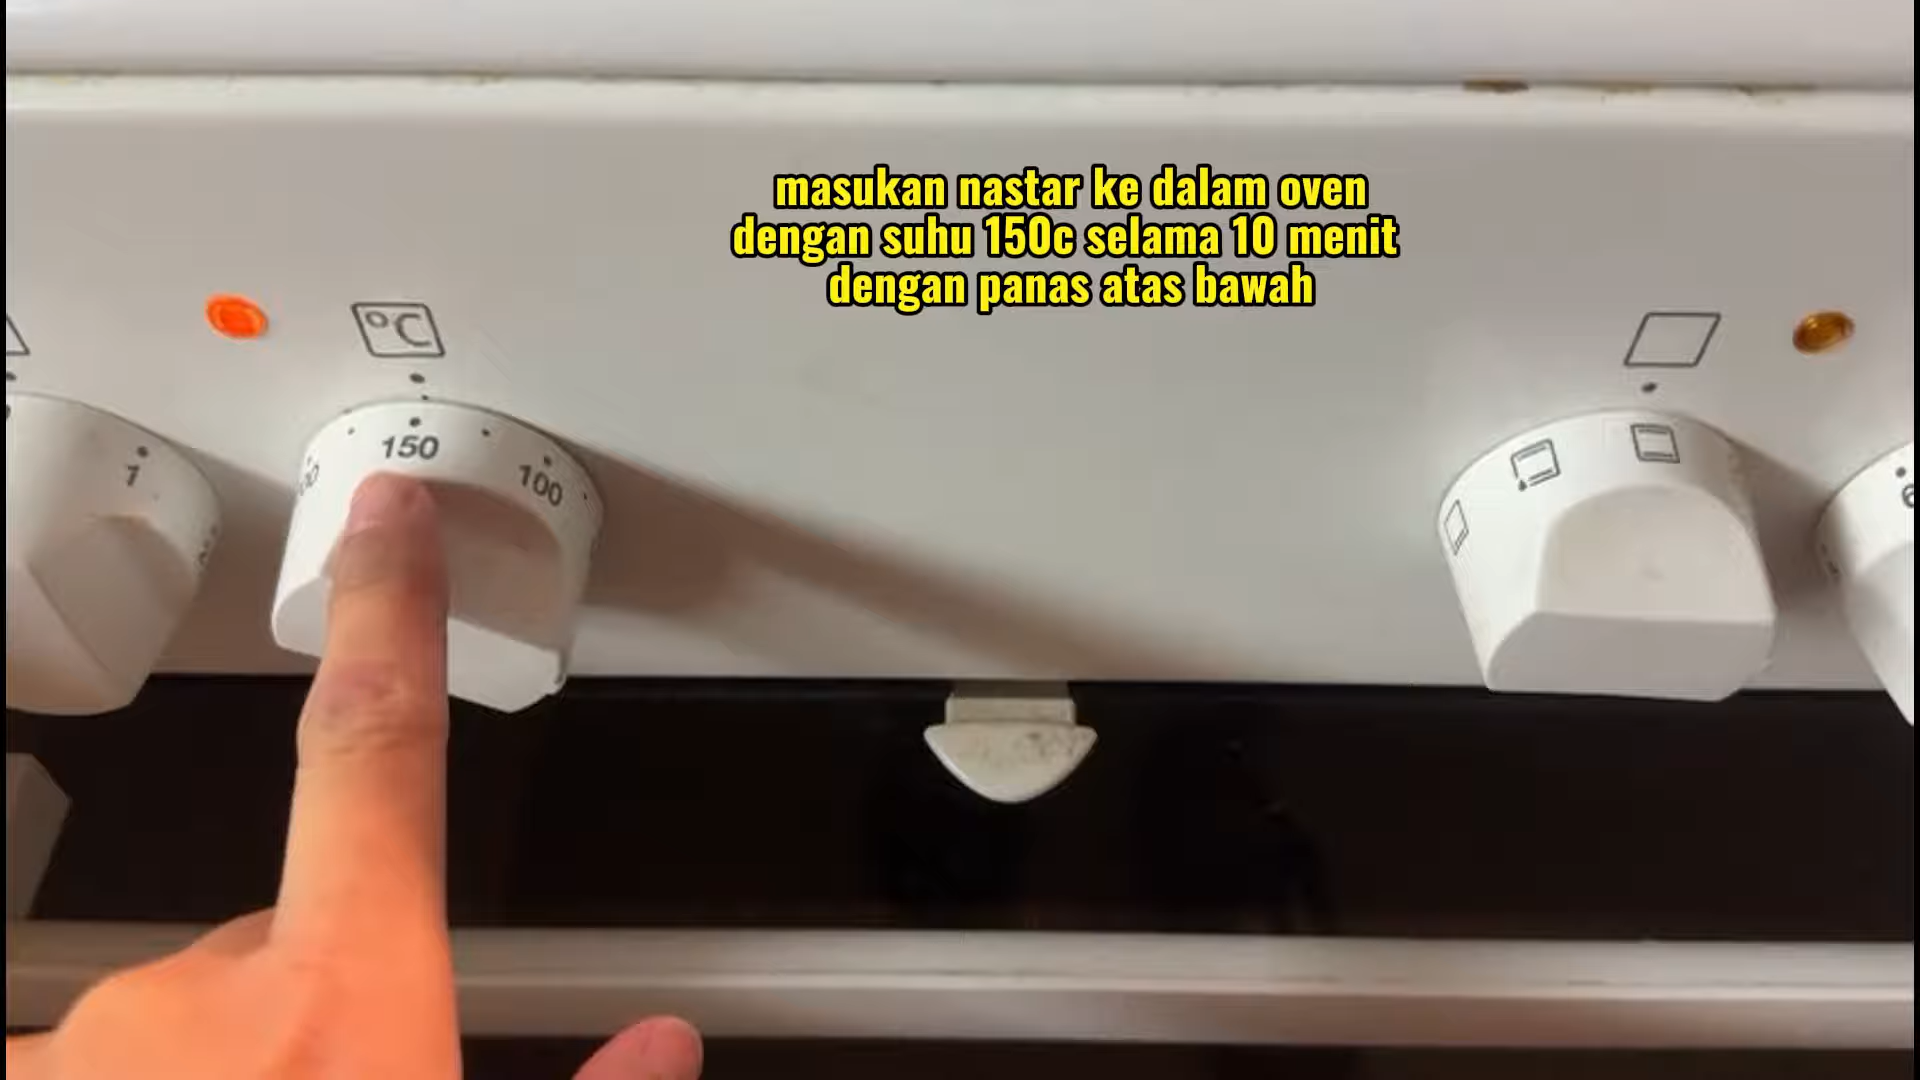 masukan nastar ke dalam oven
dengan suhu 150c selama 10 menit
dengan panas atas bawah
°C
1
150
100